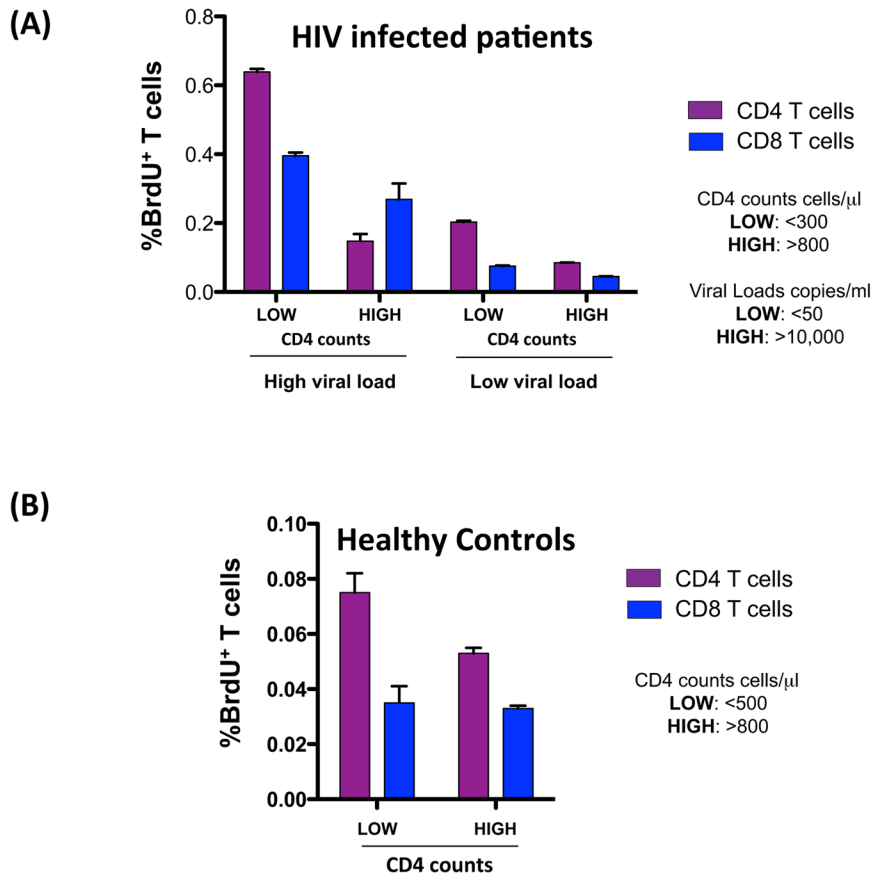 (A)
HIV infected patients
%BrdU⁺ T cells
0.8
0.6
0.4
0.2
0.0
LOW HIGH LOW HIGH
CD4 counts CD4 counts
High viral load Low viral load
CD4 T cells
CD8 T cells
CD4 counts cells/μl
LOW: <300
HIGH: >800
Viral Loads copies/ml
LOW: <50
HIGH: >10,000
(B)
Healthy Controls
%BrdU⁺ T cells
0.10
0.08
0.06
0.04
0.02
0.00
LOW HIGH
CD4 counts
CD4 T cells
CD8 T cells
CD4 counts cells/μl
LOW: <500
HIGH: >800